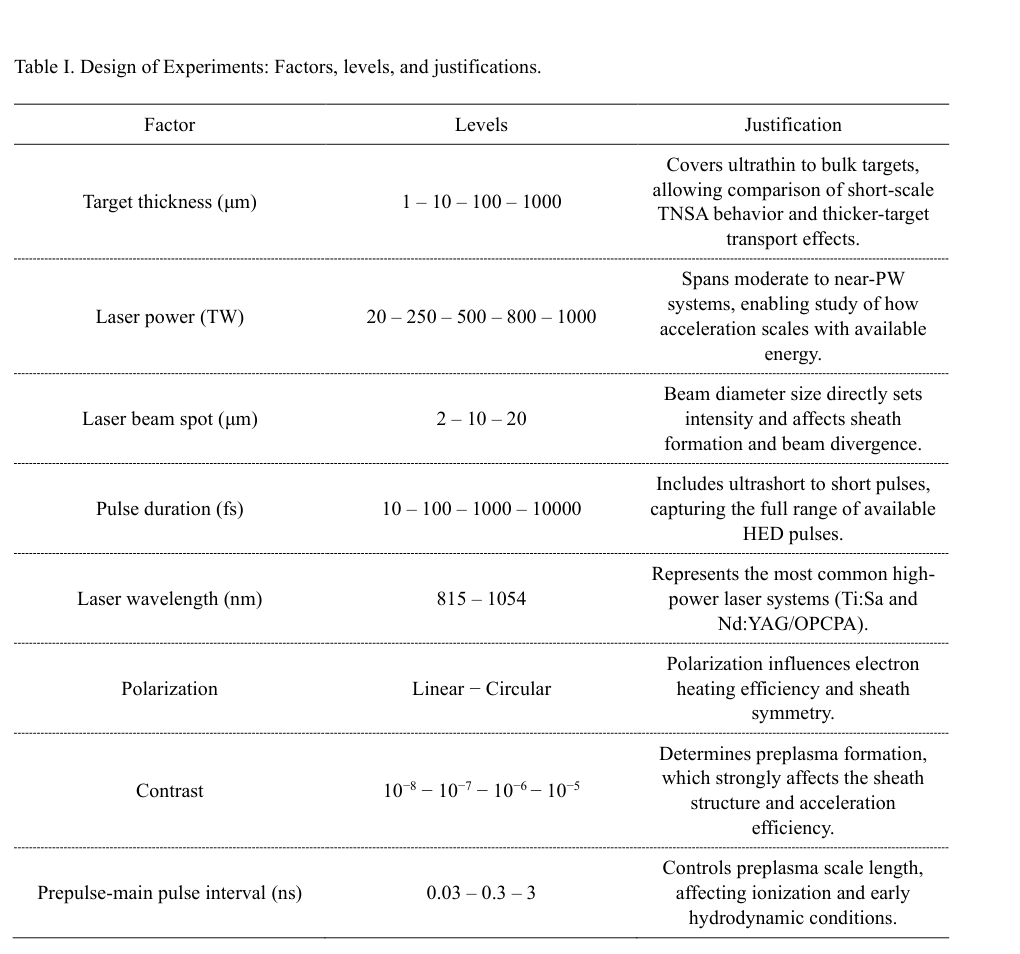 Table I. Design of Experiments: Factors, levels, and justifications.
Factor Levels Justification
Covers ultrathin to bulk targets,
allowing comparison of short-scale
Target thickness (μm) 1 – 10 – 100 – 1000
TNSA behavior and thicker-target
transport effects.
Spans moderate to near-PW
systems, enabling study of how
Laser power (TW) 20 – 250 – 500 – 800 – 1000
acceleration scales with available
energy.
Beam diameter size directly sets
Laser beam spot (μm) 2 – 10 – 20 intensity and affects sheath
formation and beam divergence.
Includes ultrashort to short pulses,
Pulse duration (fs) 10 – 100 – 1000 – 10000 capturing the full range of available
HED pulses.
Represents the most common high-
Laser wavelength (nm) 815 – 1054 power laser systems (Ti:Sa and
Nd:YAG/OPCPA).
Polarization influences electron
Polarization Linear − Circular heating efficiency and sheath
symmetry.
Determines preplasma formation,
which strongly affects the sheath
Contrast 10⁻⁸ − 10⁻⁷ − 10⁻⁶ − 10⁻⁵
structure and acceleration
efficiency.
Controls preplasma scale length,
Prepulse-main pulse interval (ns) 0.03 – 0.3 – 3 affecting ionization and early
hydrodynamic conditions.